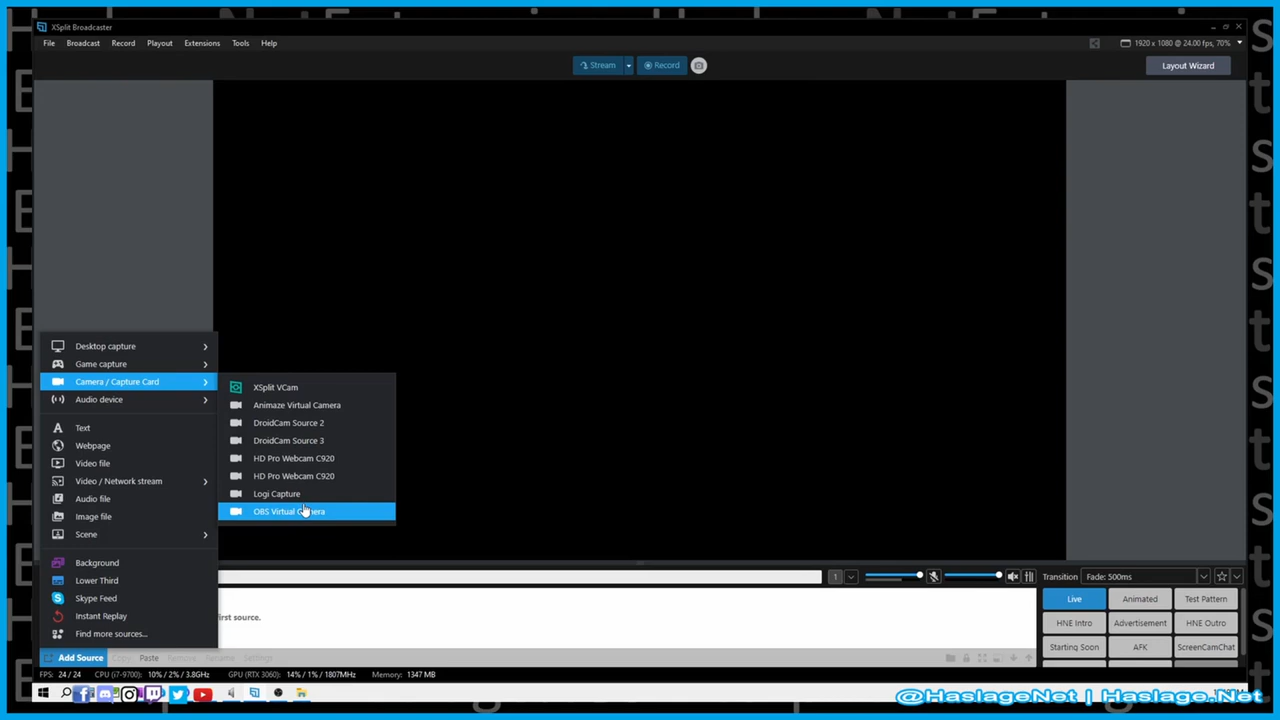 XSplit Broadcaster
File Broadcast Record Playout Extensions Tools Help
1920 x 1080 @ 24.00 fps, 70%
Stream Record Layout Wizard
Desktop capture
Game capture
Camera / Capture Card
Audio device
Text
Webpage
Video file
Video / Network stream
Audio file
Image file
Scene
Background
Lower Third
Skype Feed
Instant Replay
Find more sources...
XSplit VCam
Animaze Virtual Camera
DroidCam Source 2
DroidCam Source 3
HD Pro Webcam C920
HD Pro Webcam C920
Logi Capture
OBS Virtual Camera
1
Transition Fade: 500ms
first source.
Live Animated Test Pattern
HNE Intro Advertisement HNE Outro
Starting Soon AFK ScreenCamChat
Add Source Copy Paste Remove Rename Settings
FPS: 24 / 24 CPU (i7-9700): 10% / 2% / 3.8GHz GPU (RTX 3060): 14% / 1% / 1807MHz Memory: 1347 MB
@HaslageNet | Haslage.Net